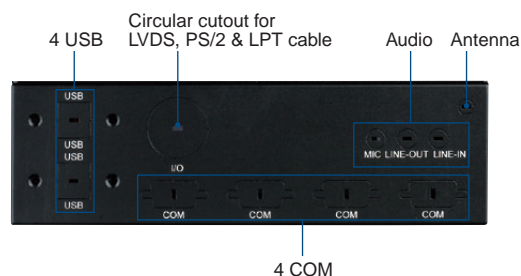 Circular cutout for
4 USB LVDS, PS/2 & LPT cable Audio Antenna
USB
USB
USB
MIC LINE-OUT LINE-IN
I/O
USB
COM COM COM COM
4 COM